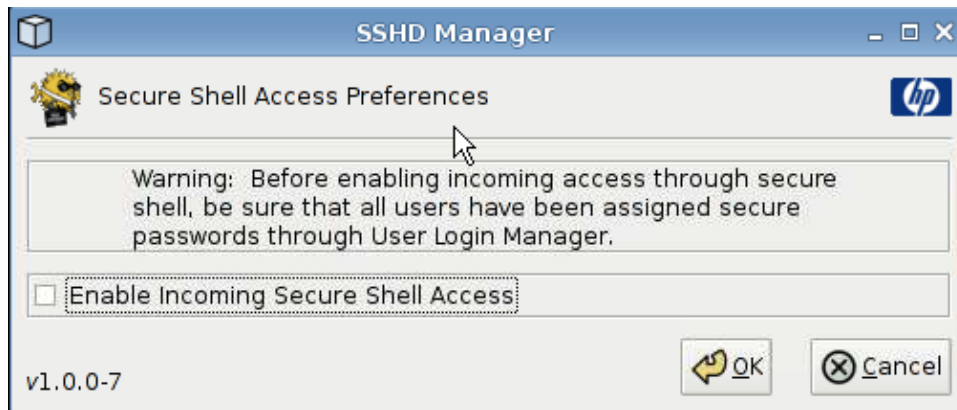 SSHD Manager
Secure Shell Access Preferences
hp
Warning:  Before enabling incoming access through secure
shell, be sure that all users have been assigned secure
passwords through User Login Manager.
Enable Incoming Secure Shell Access
OK
Cancel
v1.0.0-7